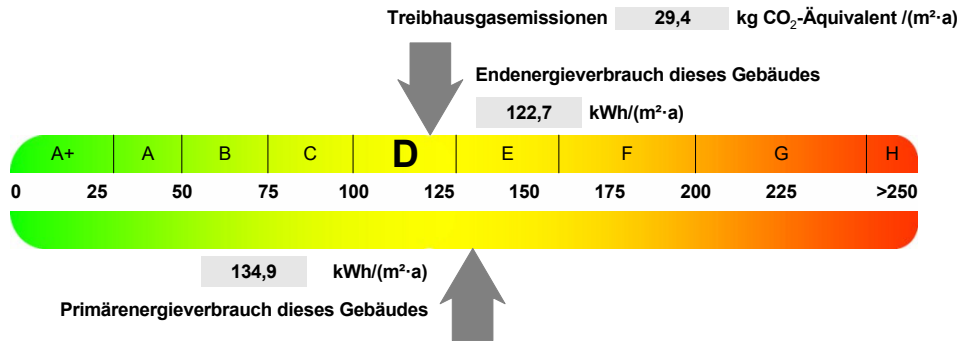 Treibhausgasemissionen 29,4 kg CO₂-Äquivalent /(m²·a)
Endenergieverbrauch dieses Gebäudes
122,7 kWh/(m²·a)
A+ A B C D E F G H
0 25 50 75 100 125 150 175 200 225 >250
134,9 kWh/(m²·a)
Primärenergieverbrauch dieses Gebäudes